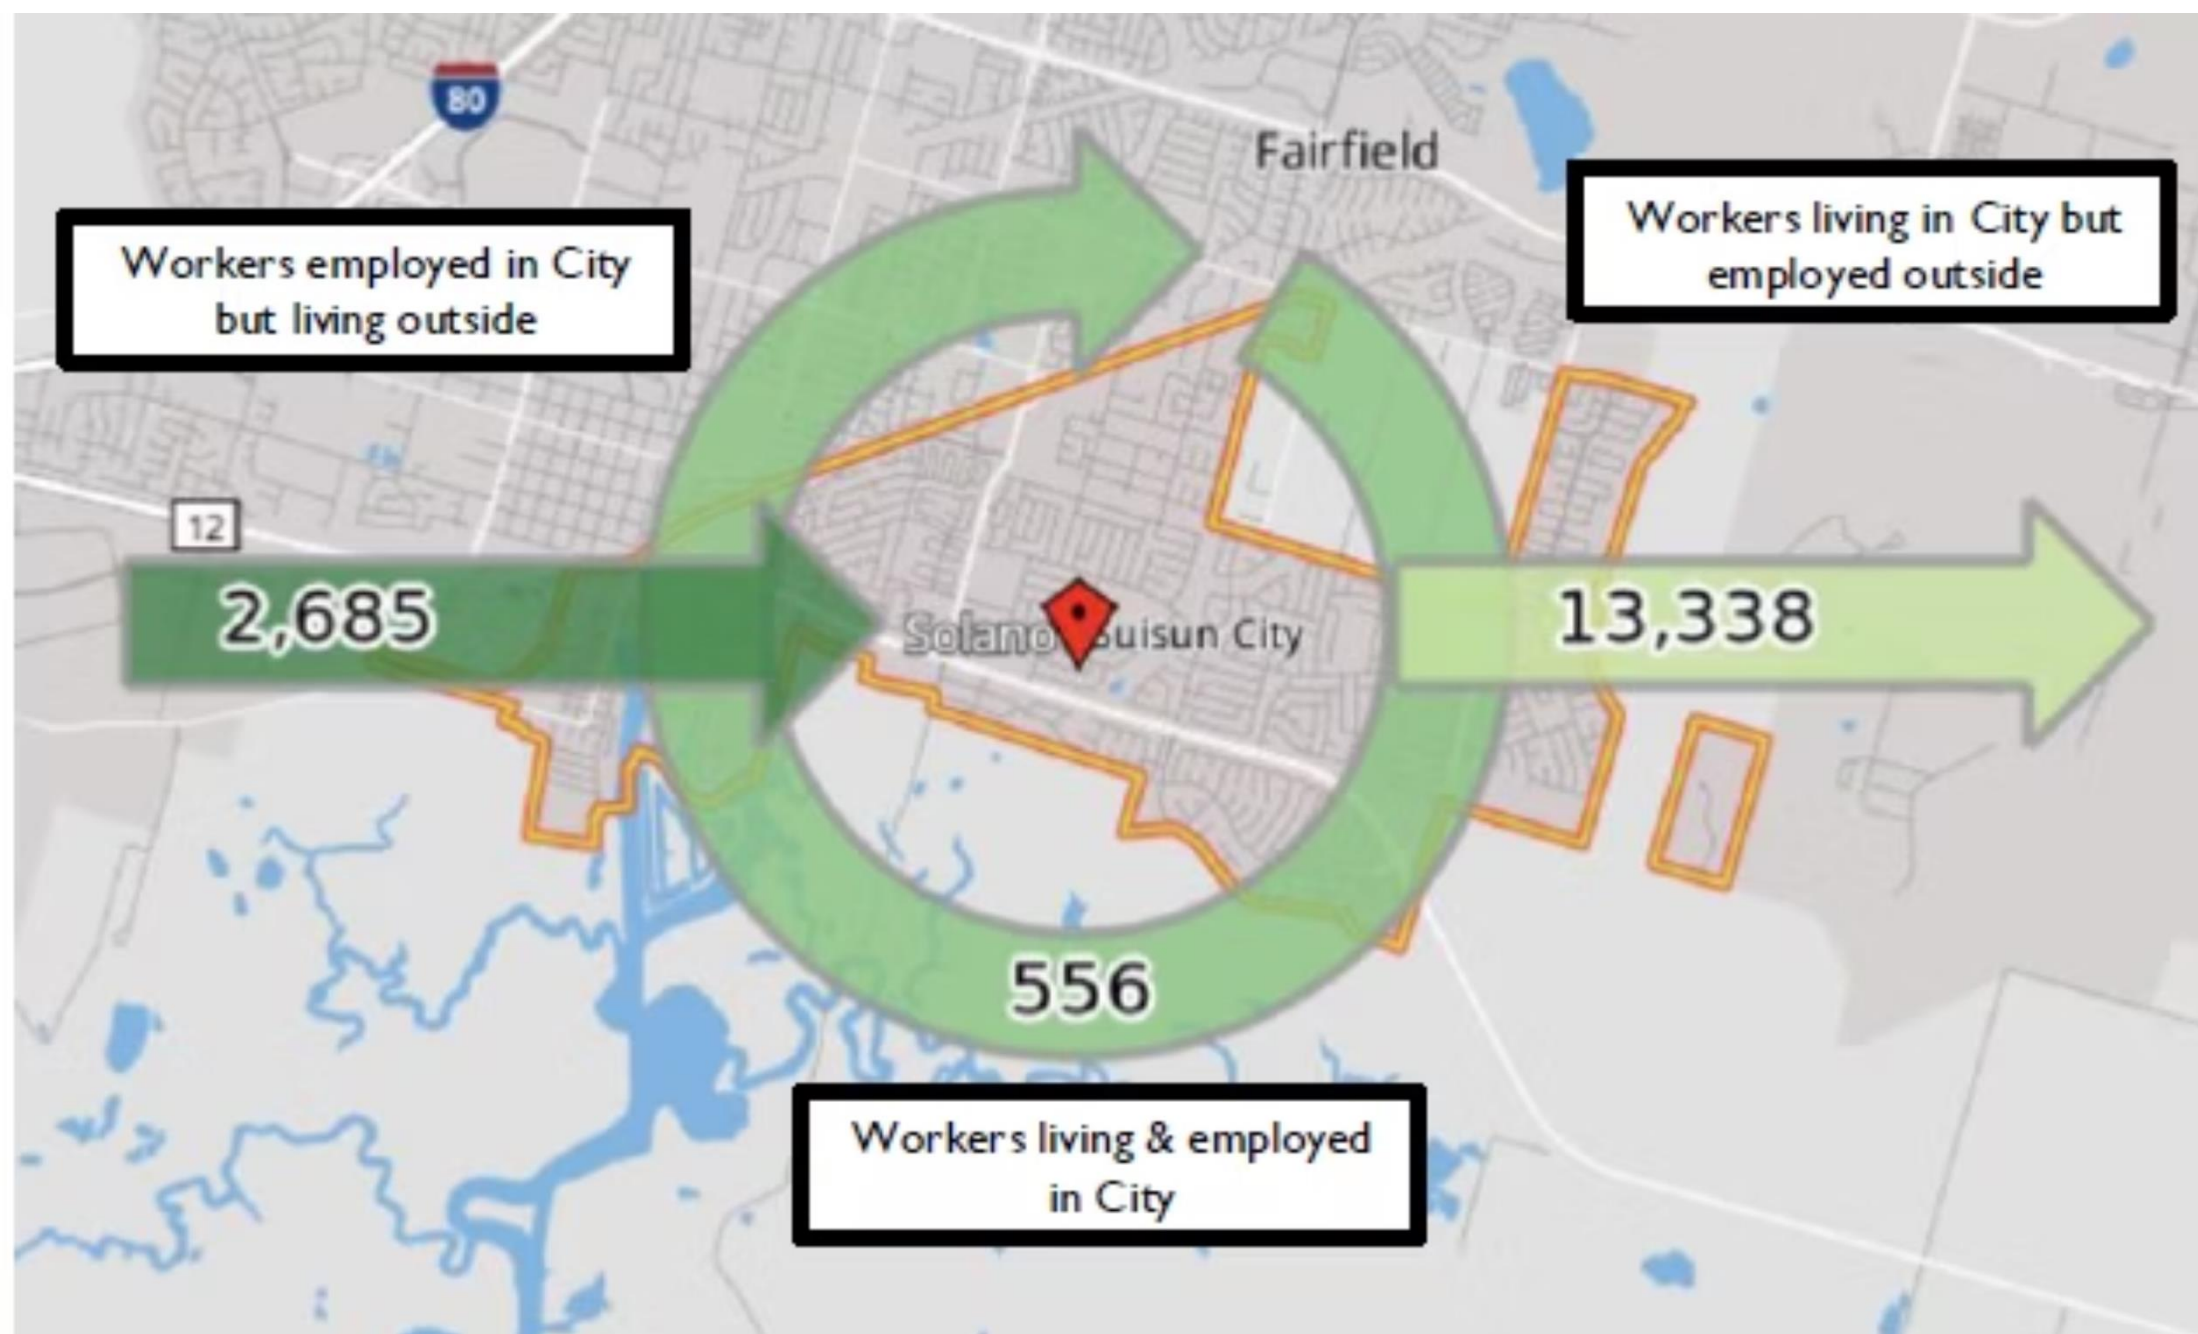 80
Fairfield
Workers living in City but
employed outside
Workers employed in City
but living outside
12
2,685
Solano
Suisun City
13,338
556
Workers living & employed
in City